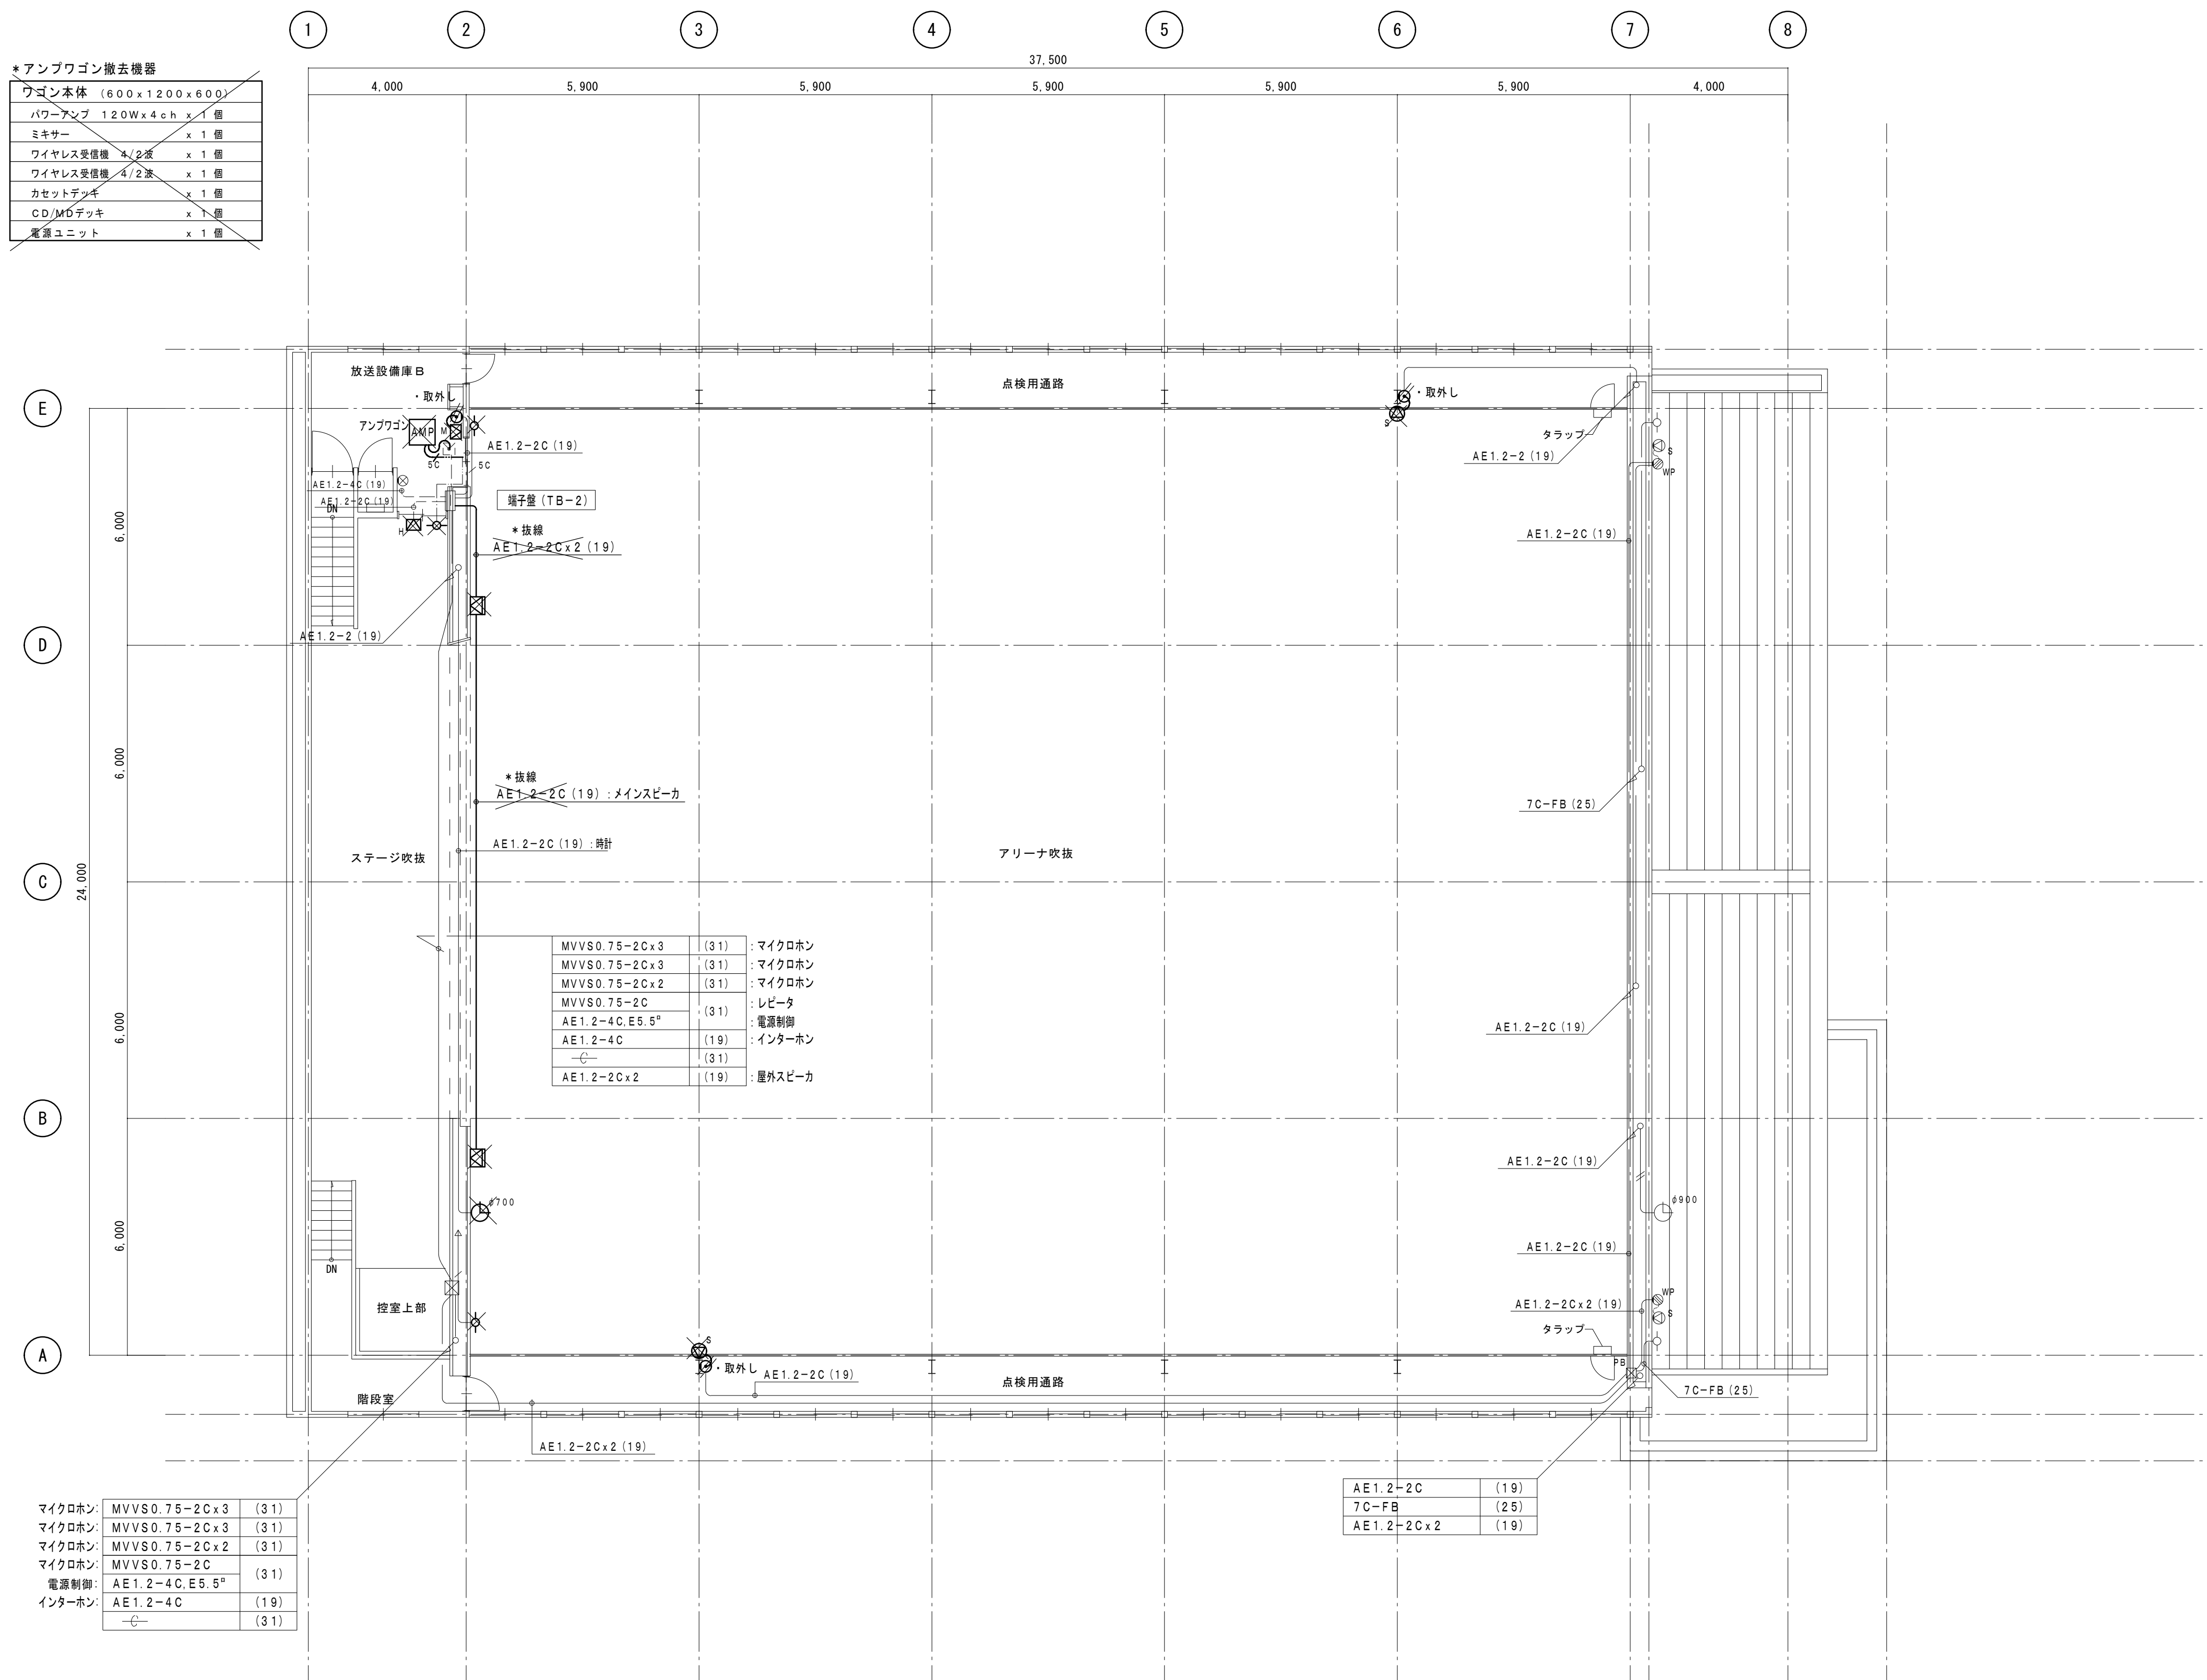 1 2 3 4 5 6 7 8
37,500
4,000 5,900 5,900 5,900 5,900 5,900 4,000
*アンプワゴン撤去機器
ワゴン本体 (600x1200x600)
パワーアンプ 120Wx4ch x 1 個
ミキサー x 1 個
ワイヤレス受信機 4/2波 x 1 個
ワイヤレス受信機 4/2波 x 1 個
カセットデッキ x 1 個
CD/MDデッキ x 1 個
電源ユニット x 1 個
放送設備庫B
点検用通路
・取外し
・取外し
E
アンプワゴン
AMP
M
S
タラップ
S
AE1.2-2C(19)
AE1.2-2(19)
5C
5C
WP
AE1.2-4C(19)
AE1.2-2C(19)
DN
端子盤(TB-2)
H
*抜線
AE1.2-2Cx2(19)
AE1.2-2C(19)
6,000
AE1.2-2(19)
D
6,000
*抜線
AE1.2-2C(19):メインスピーカ
7C-FB(25)
AE1.2-2C(19):時計
ステージ吹抜
アリーナ吹抜
C
24,000
MVVS0.75-2Cx3 (31) :マイクロホン
MVVS0.75-2Cx3 (31) :マイクロホン
MVVS0.75-2Cx2 (31) :マイクロホン
MVVS0.75-2C :レピータ
(31)
AE1.2-4C,E5.5□ :電源制御
AE1.2-4C (19) :インターホン
C (31)
AE1.2-2Cx2 (19) :屋外スピーカ
6,000
AE1.2-2C(19)
B
AE1.2-2C(19)
φ700
φ900
6,000
AE1.2-2C(19)
DN
控室上部
WP
AE1.2-2Cx2(19)
S
タラップ
A
S
・取外し
AE1.2-2C(19)
点検用通路
PB
7C-FB(25)
階段室
AE1.2-2Cx2(19)
マイクロホン: MVVS0.75-2Cx3 (31)
マイクロホン: MVVS0.75-2Cx3 (31)
マイクロホン: MVVS0.75-2Cx2 (31)
マイクロホン: MVVS0.75-2C
(31)
電源制御: AE1.2-4C,E5.5□
インターホン: AE1.2-4C (19)
C (31)
AE1.2-2C (19)
7C-FB (25)
AE1.2-2Cx2 (19)